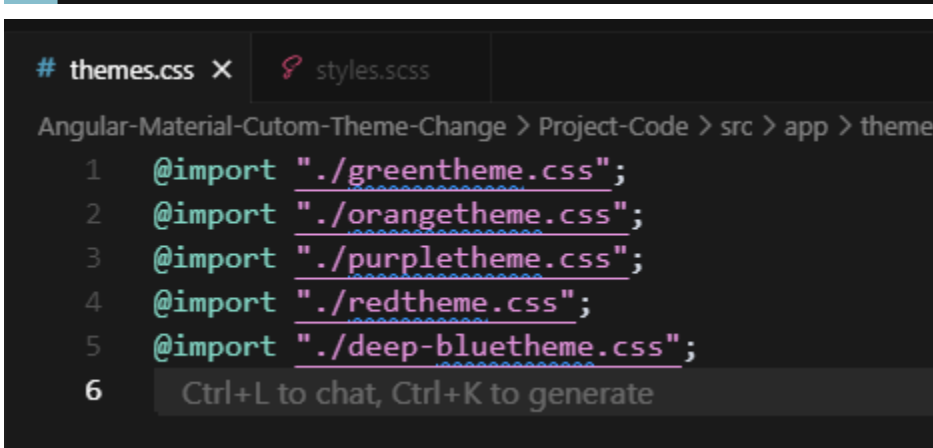 # themes.css × styles.scss
Angular-Material-Cutom-Theme-Change > Project-Code > src > app > theme
1 @import "./greentheme.css";
2 @import "./orangetheme.css";
3 @import "./purpletheme.css";
4 @import "./redtheme.css";
5 @import "./deep-bluetheme.css";
6 Ctrl+L to chat, Ctrl+K to generate